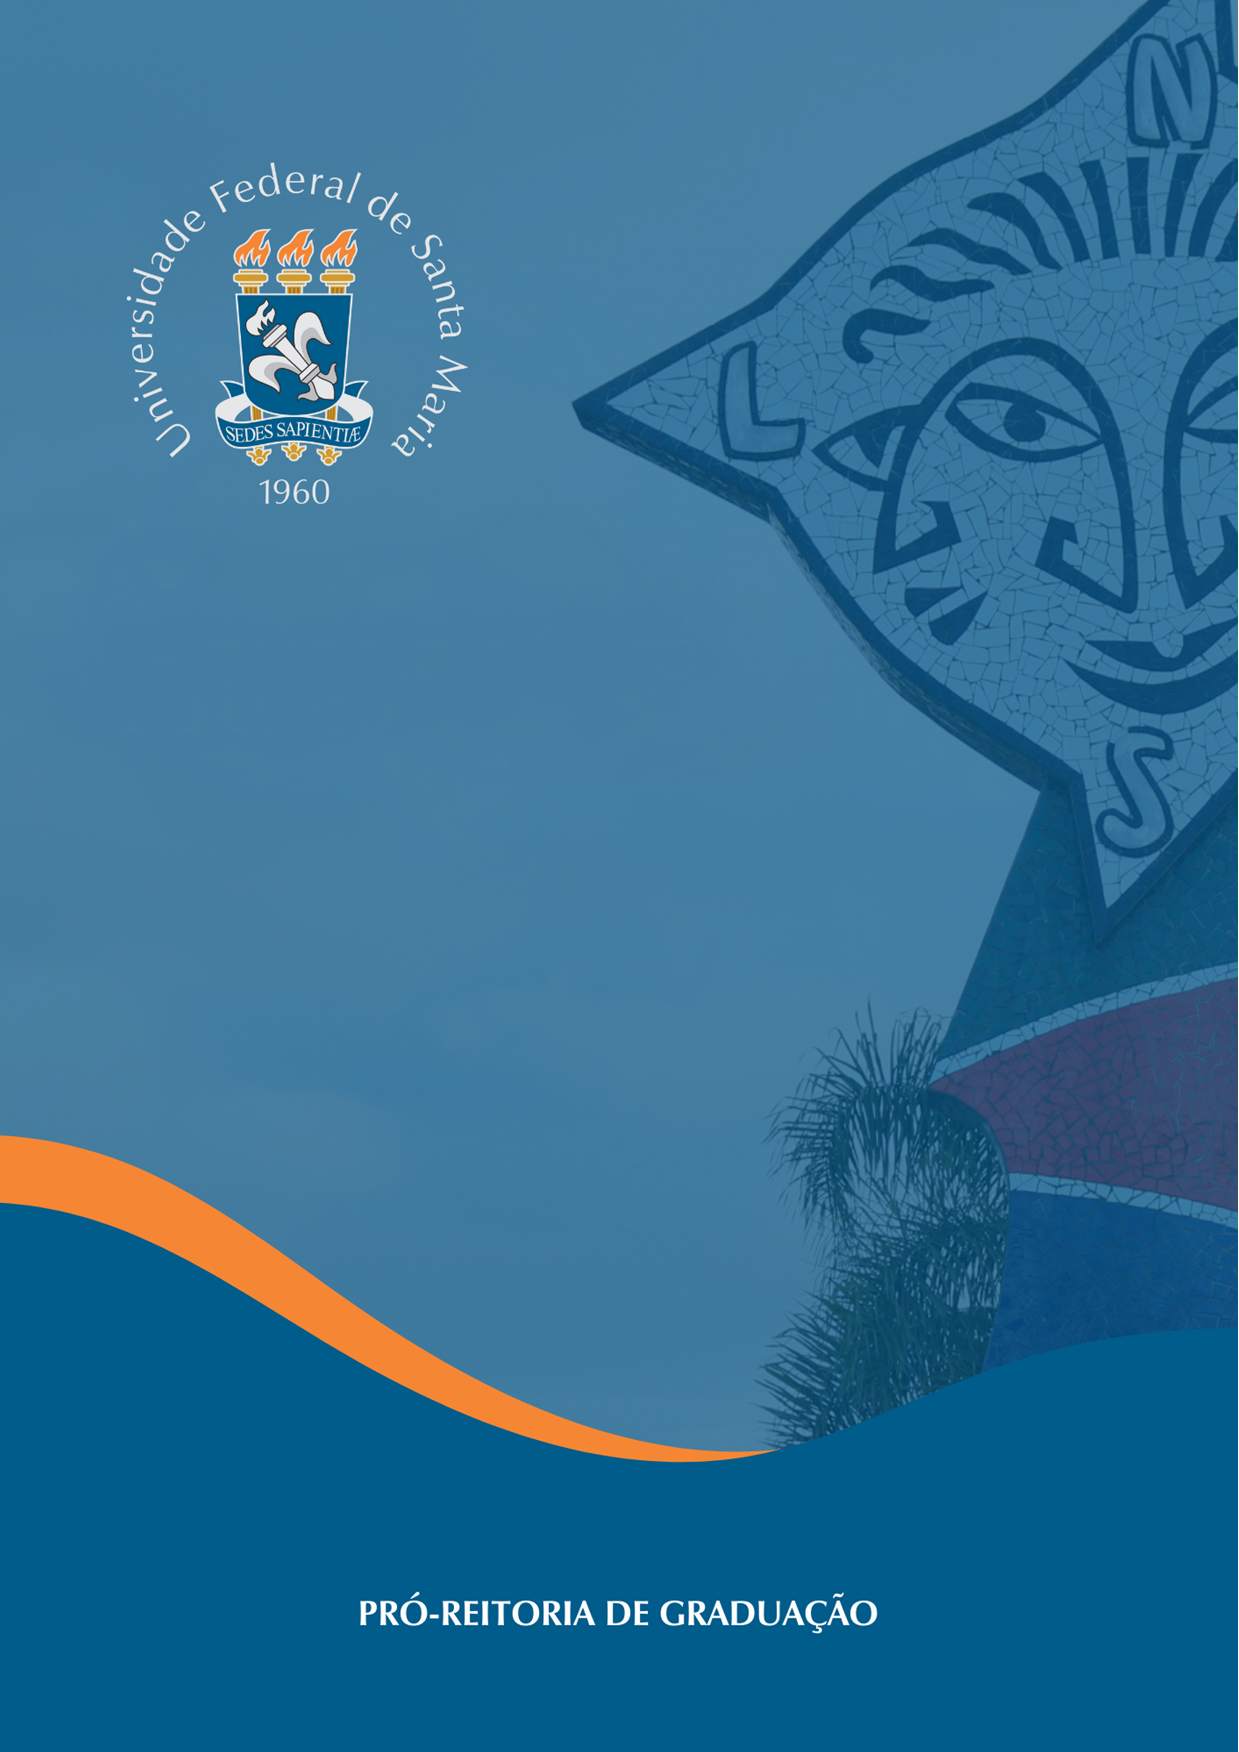 Universidade Federal de Santa Maria
SEDES SAPIENTIÆ
1960
N
L
S
PRÓ-REITORIA DE GRADUAÇÃO